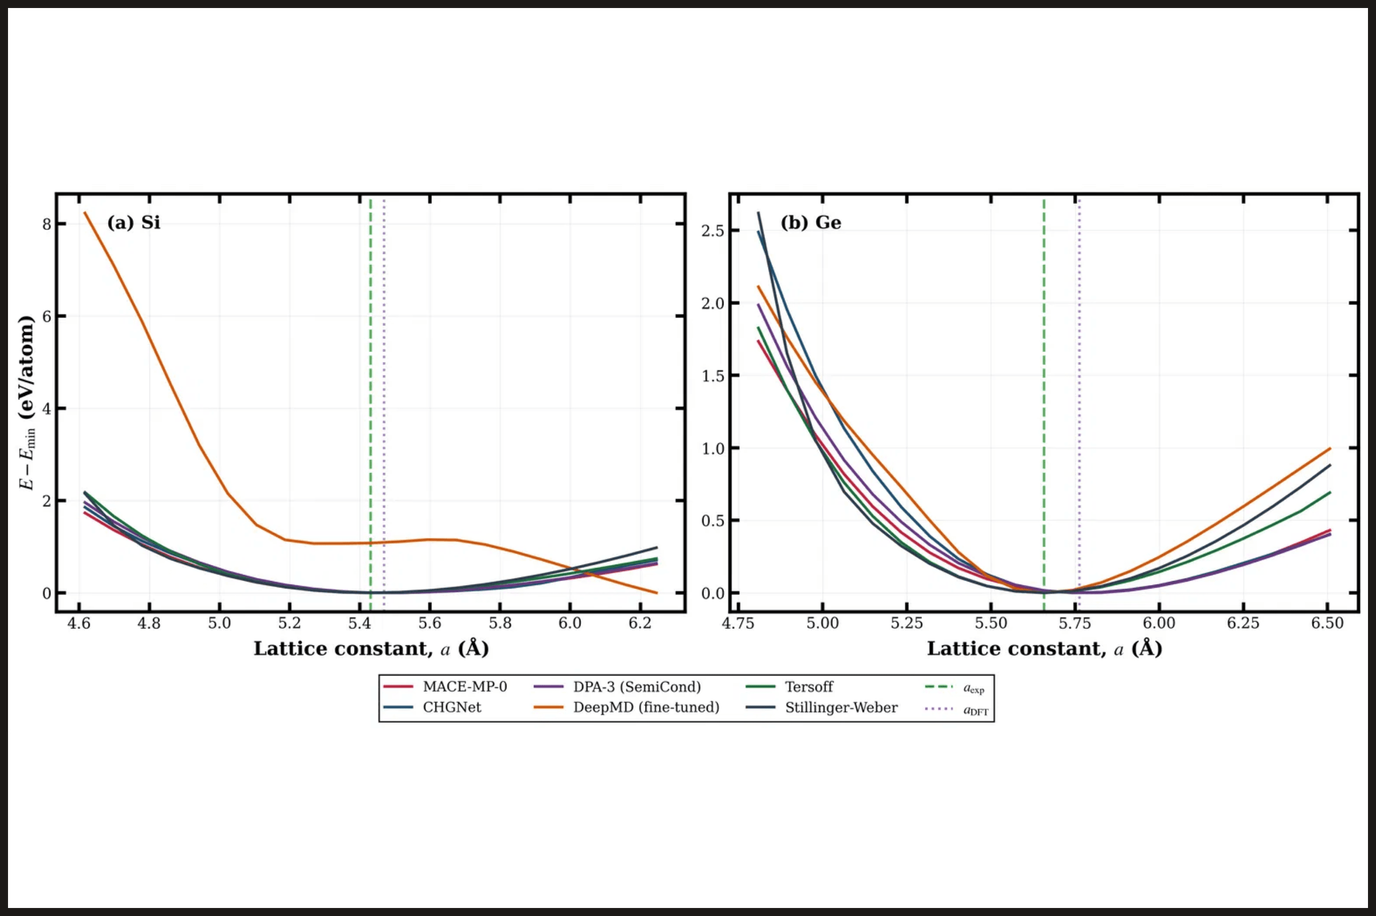 (a) Si
(b) Ge
E − Emin (eV/atom)
8
6
4
2
0
4.6 4.8 5.0 5.2 5.4 5.6 5.8 6.0 6.2
Lattice constant, a (Å)
2.5
2.0
1.5
1.0
0.5
0.0
4.75 5.00 5.25 5.50 5.75 6.00 6.25 6.50
Lattice constant, a (Å)
MACE-MP-0 DPA-3 (SemiCond) Tersoff aexp
CHGNet DeepMD (fine-tuned) Stillinger-Weber aDFT